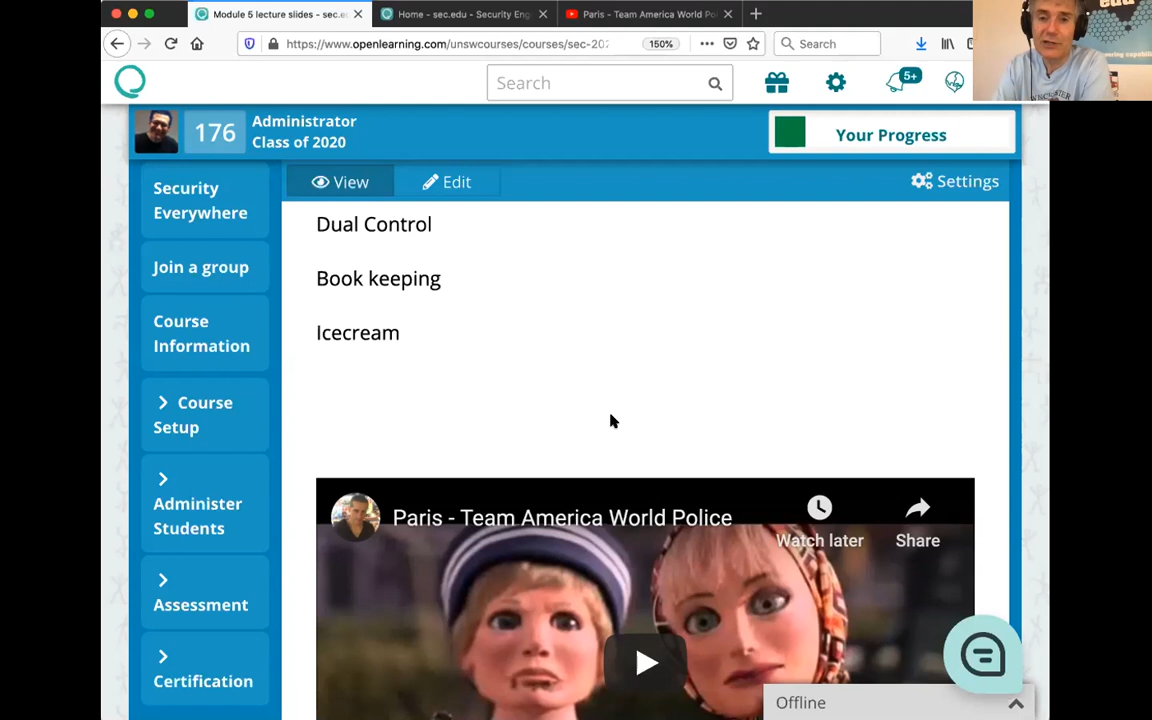 Module 5 lecture slides - sec.e
Home - sec.edu - Security Eng
Paris - Team America World Pol
https://www.openlearning.com/unswcourses/courses/sec-20
150%
Search
Search
5+
176
Administrator
Class of 2020
Your Progress
View
Edit
Settings
Security
Everywhere
Join a group
Course
Information
Course
Setup
Administer
Students
Assessment
Certification
Dual Control
Book keeping
Icecream
Paris - Team America World Police
Watch later
Share
Offline